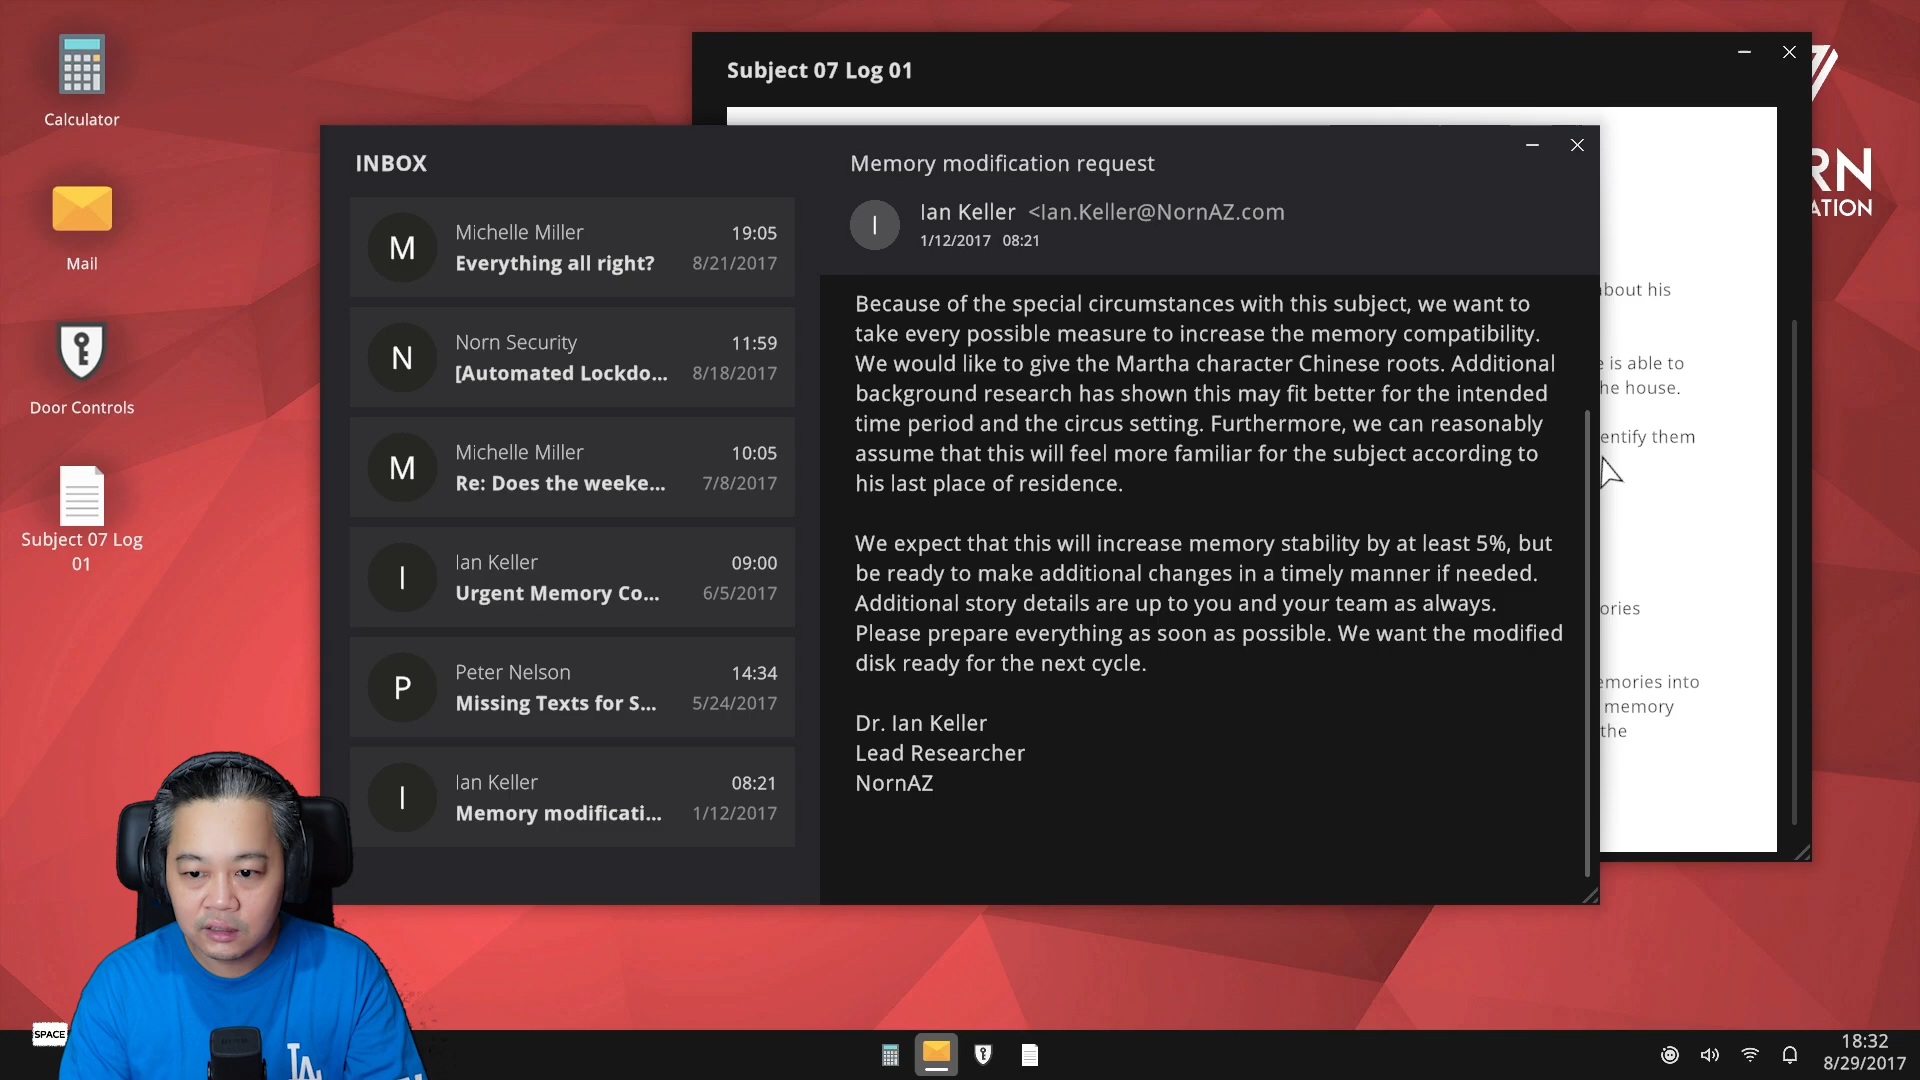 Calculator
Mail
Door Controls
Subject 07 Log
01
Subject 07 Log 01
RN
ATION
about his
is able to
he house.
entify them
ories
emories into
memory
the
INBOX
M
Michelle Miller
19:05
Everything all right?
8/21/2017
N
Norn Security
11:59
[Automated Lockdo...
8/18/2017
M
Michelle Miller
10:05
Re: Does the weeke...
7/8/2017
I
Ian Keller
09:00
Urgent Memory Co...
6/5/2017
P
Peter Nelson
14:34
Missing Texts for S...
5/24/2017
I
Ian Keller
08:21
Memory modificati...
1/12/2017
Memory modification request
I
Ian Keller <Ian.Keller@NornAZ.com
1/12/2017 08:21
Because of the special circumstances with this subject, we want to
take every possible measure to increase the memory compatibility.
We would like to give the Martha character Chinese roots. Additional
background research has shown this may fit better for the intended
time period and the circus setting. Furthermore, we can reasonably
assume that this will feel more familiar for the subject according to
his last place of residence.
We expect that this will increase memory stability by at least 5%, but
be ready to make additional changes in a timely manner if needed.
Additional story details are up to you and your team as always.
Please prepare everything as soon as possible. We want the modified
disk ready for the next cycle.
Dr. Ian Keller
Lead Researcher
NornAZ
SPACE
LA
18:32
8/29/2017